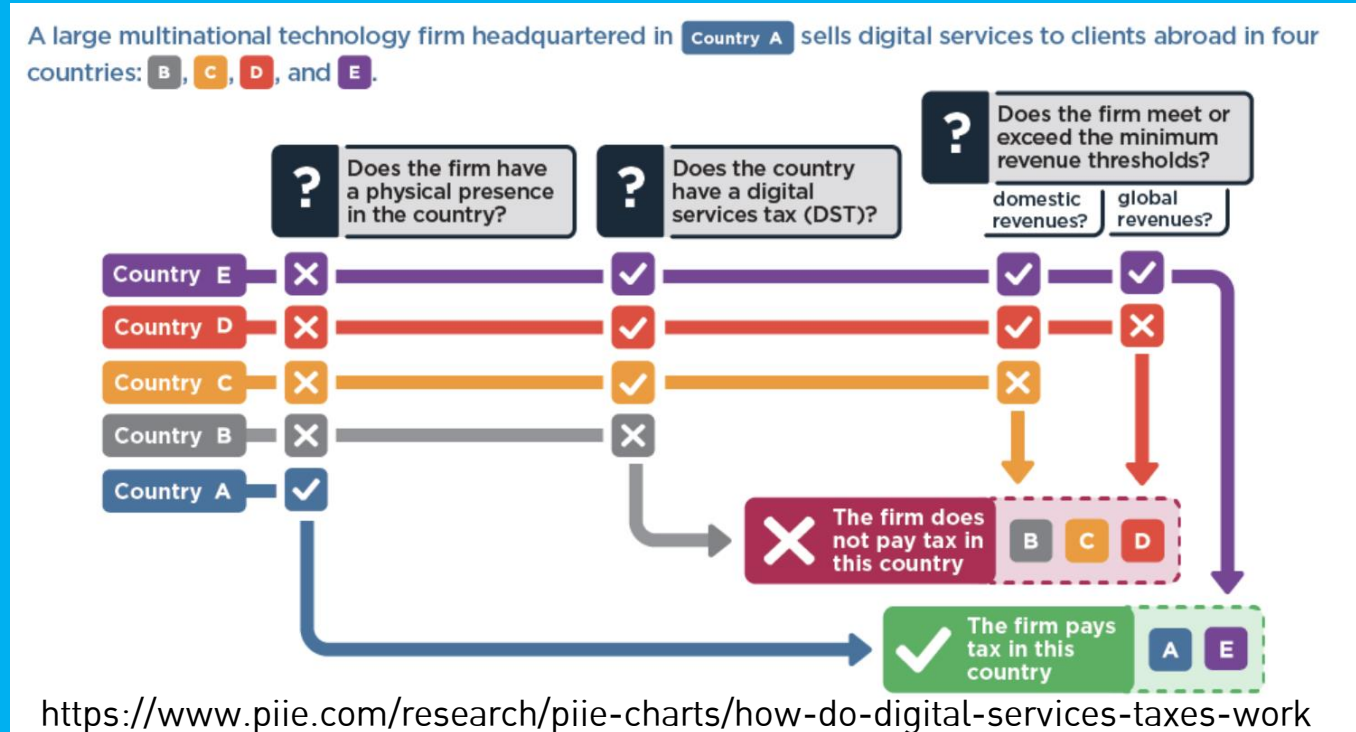 A large multinational technology firm headquartered in Country A sells digital services to clients abroad in four
countries: B, C, D, and E.
?
Does the firm have
a physical presence
in the country?
?
Does the country
have a digital
services tax (DST)?
?
Does the firm meet or
exceed the minimum
revenue thresholds?
domestic
revenues?
global
revenues?
Country E
Country D
Country C
Country B
Country A
The firm does
not pay tax in
this country
B C D
The firm pays
tax in this
country
A E
https://www.piie.com/research/piie-charts/how-do-digital-services-taxes-work